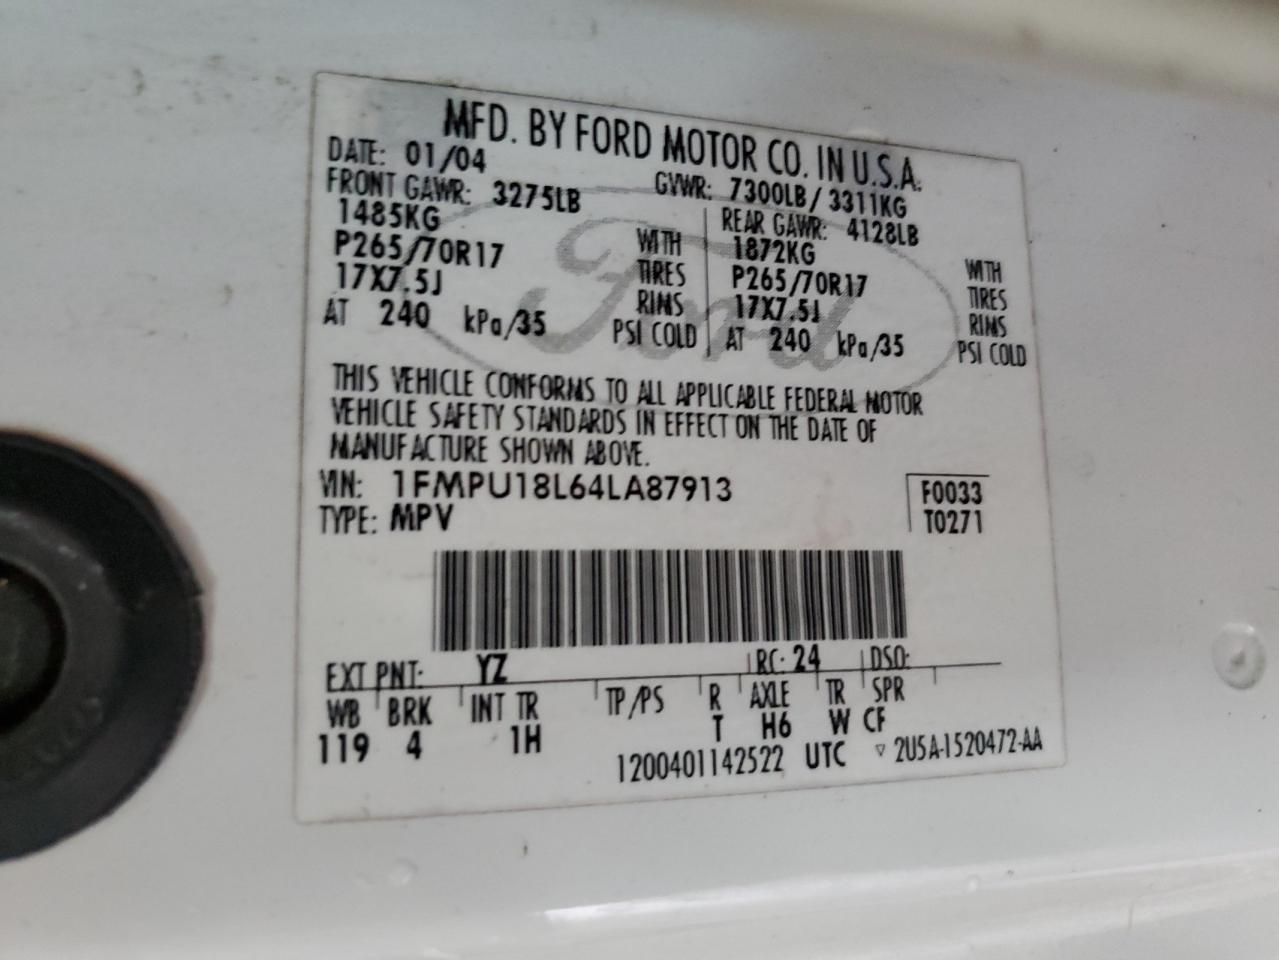 MFD. BY FORD MOTOR CO. IN U.S.A.
DATE: 01/04 GVWR: 7300LB/ 3311KG
FRONT GAWR: 3275LB REAR GAWR: 4128LB
1485KG WITH 1872KG WITH
P265/70R17 TIRES P265/70R17 TIRES
17X7.5J RIMS 17X7.5J RIMS
AT 240 kPa/35 PSI COLD AT 240 kPa/35 PSI COLD
Ford
THIS VEHICLE CONFORMS TO ALL APPLICABLE FEDERAL MOTOR
VEHICLE SAFETY STANDARDS IN EFFECT ON THE DATE OF
MANUFACTURE SHOWN ABOVE.
VIN: 1FMPU18L64LA87913 F0033
TYPE: MPV T0271
EXT PNT: YZ RC: 24 DSO:
WB BRK INT TR TP/PS R AXLE TR SPR
119 4 1H T H6 W CF
1200401142522 UTC ▽ 2U5A-1520472-AA